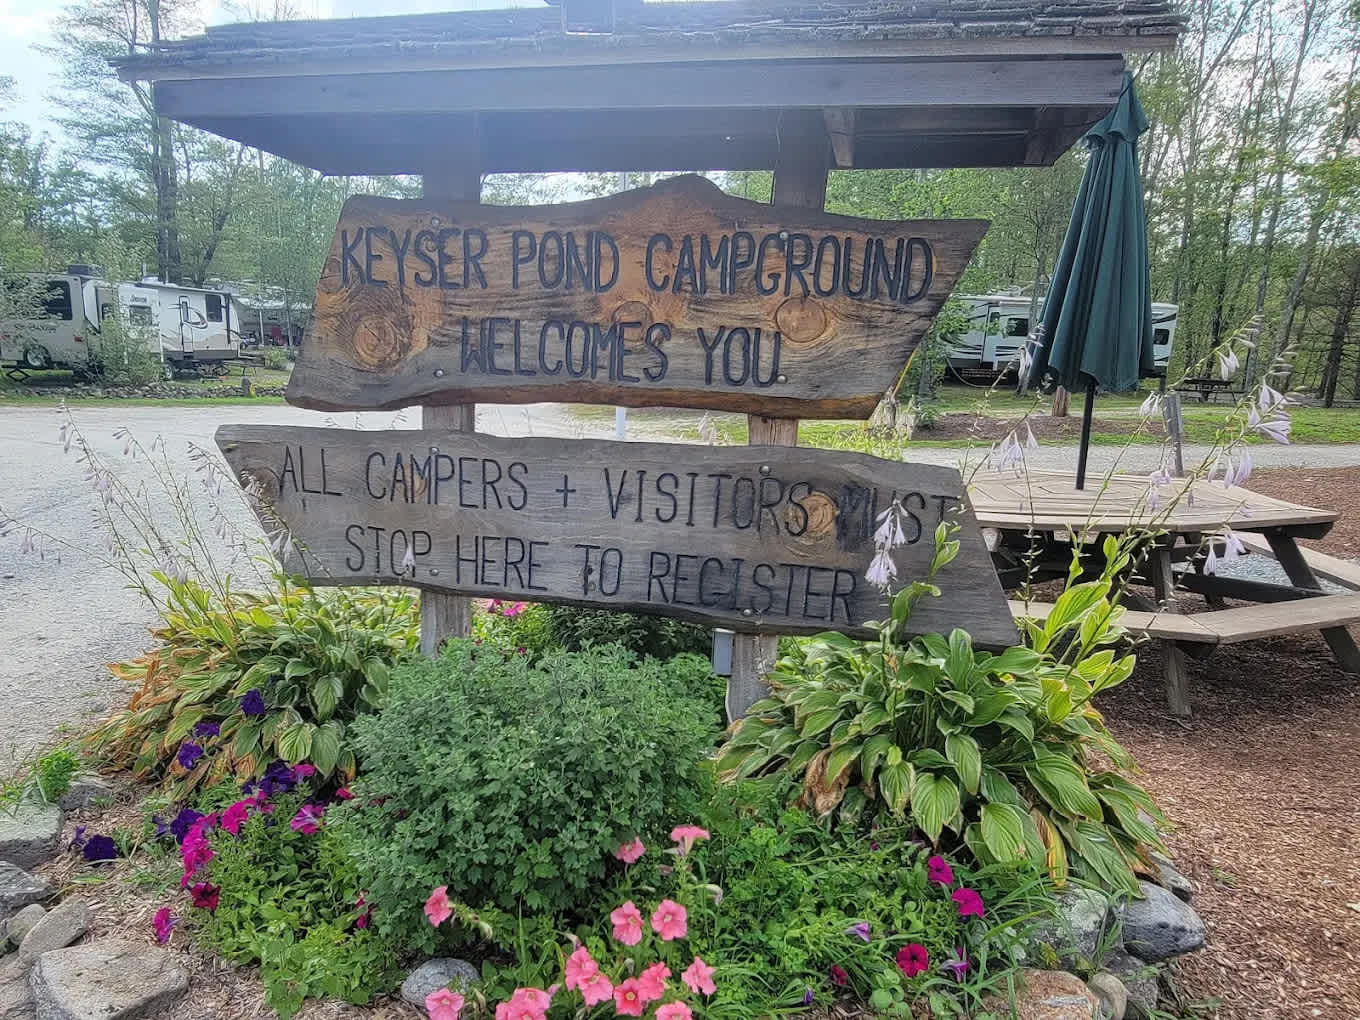 KEYSER POND CAMPGROUND
WELCOMES YOU
ALL CAMPERS + VISITORS MUST
STOP HERE TO REGISTER